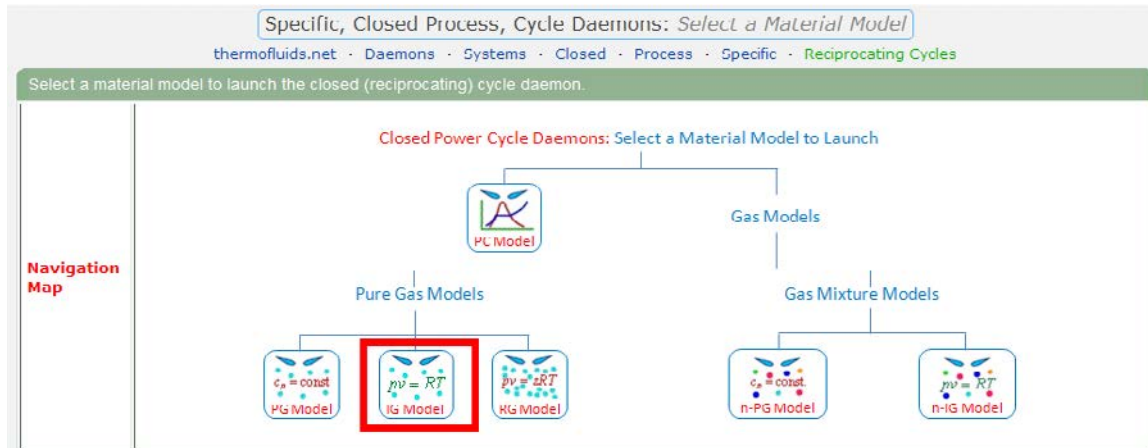 Specific, Closed Process, Cycle Daemons: Select a Material Model
thermofluids.net · Daemons · Systems · Closed · Process · Specific · Reciprocating Cycles
Select a material model to launch the closed (reciprocating) cycle daemon.
Closed Power Cycle Daemons: Select a Material Model to Launch
PC Model
Gas Models
Navigation
Map
Pure Gas Models
Gas Mixture Models
c_p = const
PG Model
pv = RT
IG Model
pv = zRT
RG Model
c_p = const.
n-PG Model
pv = RT
n-IG Model